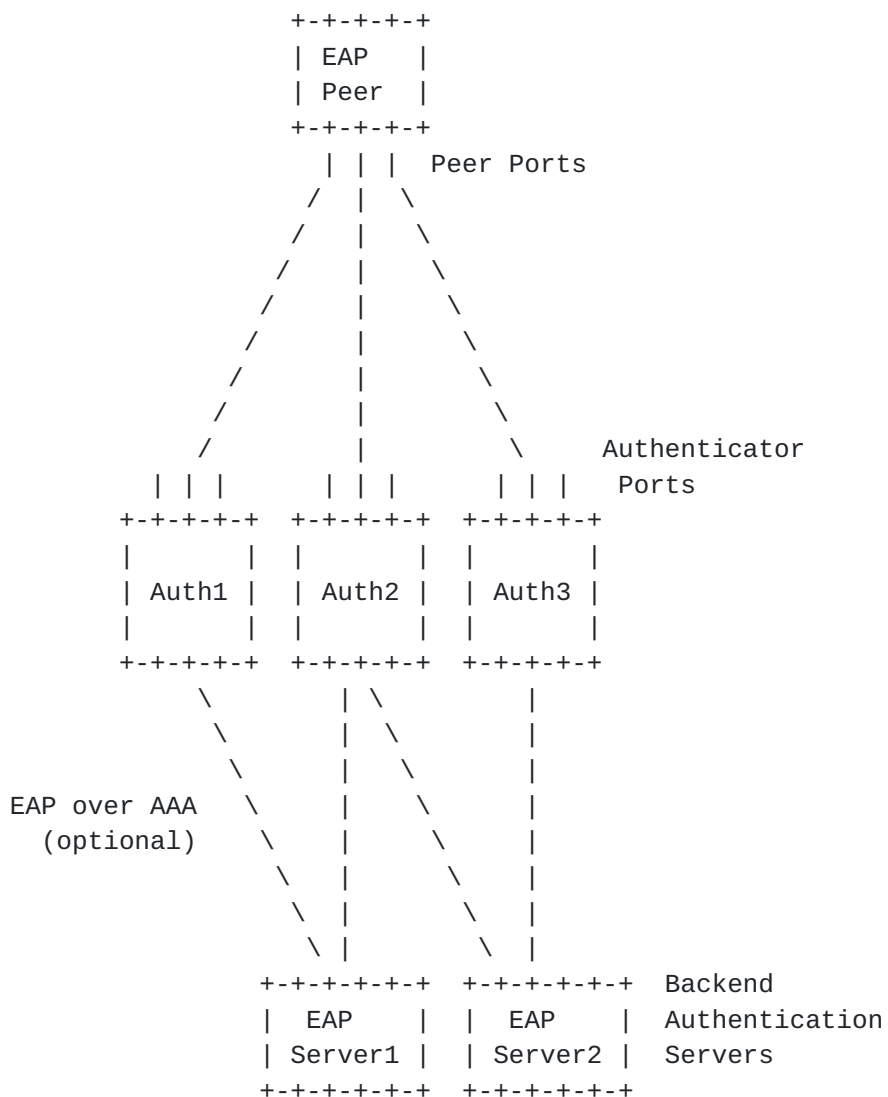 EAP
Peer
Peer Ports
Authenticator
Ports
Auth1 Auth2 Auth3
EAP over AAA
(optional)
Backend
EAP EAP Authentication
Server1 Server2 Servers